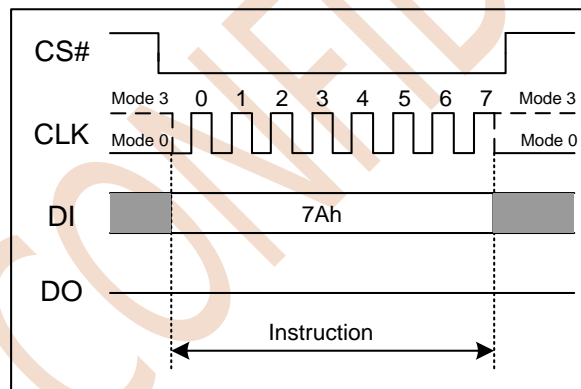 CS#
Mode 3 0 1 2 3 4 5 6 7 Mode 3
CLK
Mode 0 Mode 0
DI 7Ah
DO
Instruction